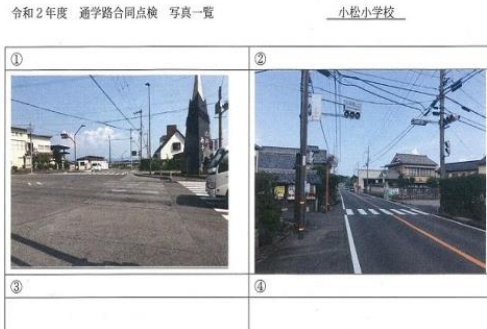 令和２年度　通学路合同点検　写真一覧　小松小学校
①　②
③　④